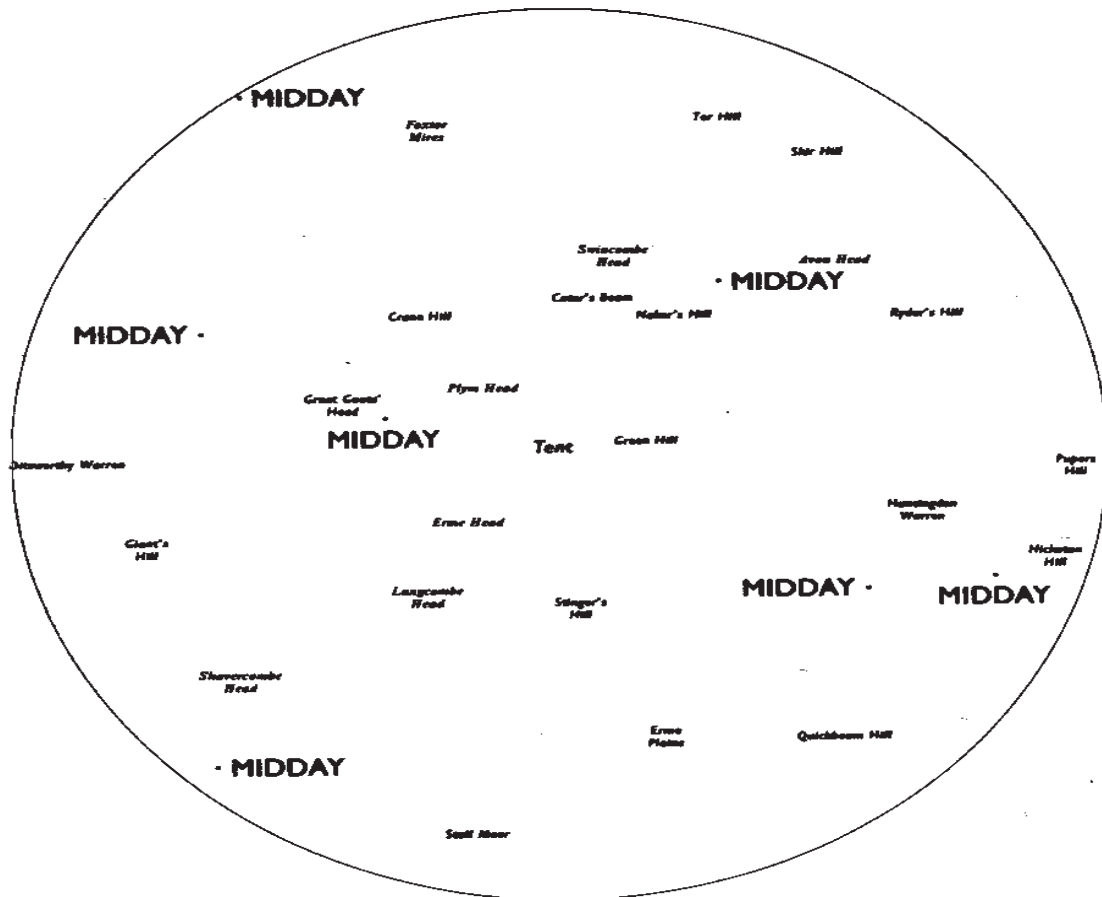 MIDDAY
Foxtor
Mires
Ter Hill
Skir Hill
Swincombe
Head
Avon Head
MIDDAY
Cater's Beam
Naker's Hill
Ryder's Hill
Crane Hill
MIDDAY
Plym Head
Great Gnats'
Head
MIDDAY
Tent
Green Hill
Ditsworthy Warren
Pupers
Hill
Huntingdon
Warren
Erme Head
Giant's
Hill
Hickaton
Hill
MIDDAY
MIDDAY
Langcombe
Head
Stinger's
Hill
Shavercombe
Head
Erme
Plains
Quickbeam Hill
MIDDAY
Stall Moor